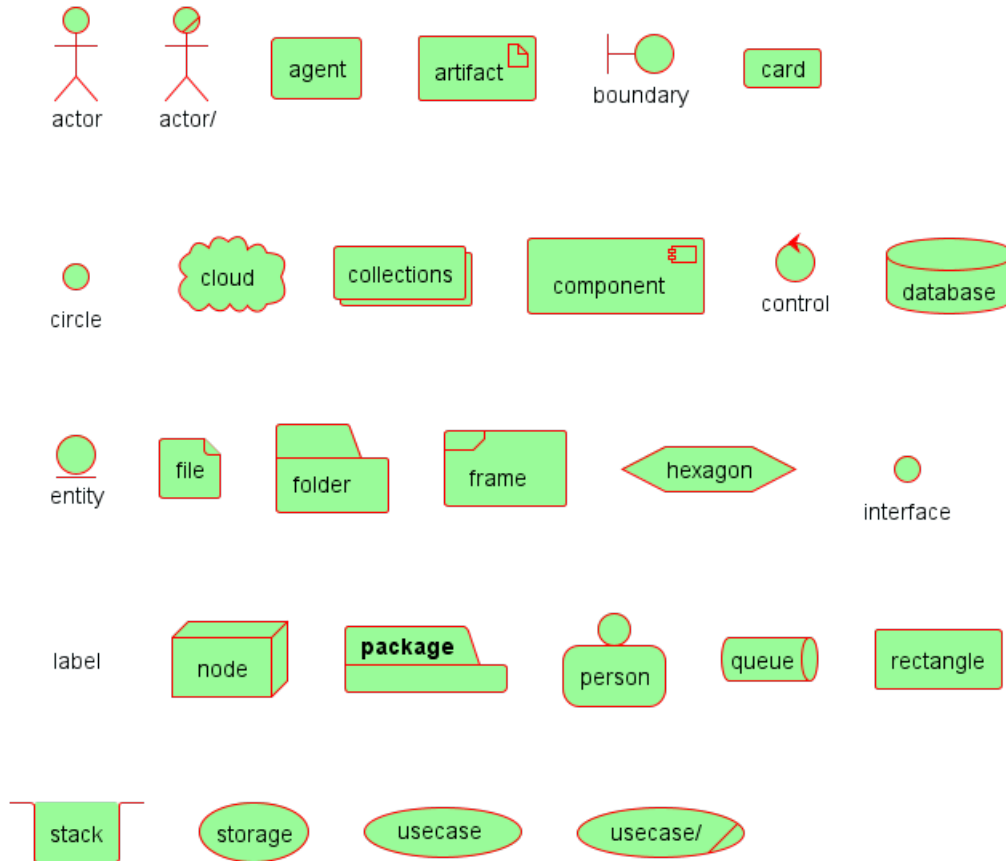 actor
actor/
agent
artifact
boundary
card
circle
cloud
collections
component
control
database
entity
file
folder
frame
hexagon
interface
label
node
package
person
queue
rectangle
stack
storage
usecase
usecase/